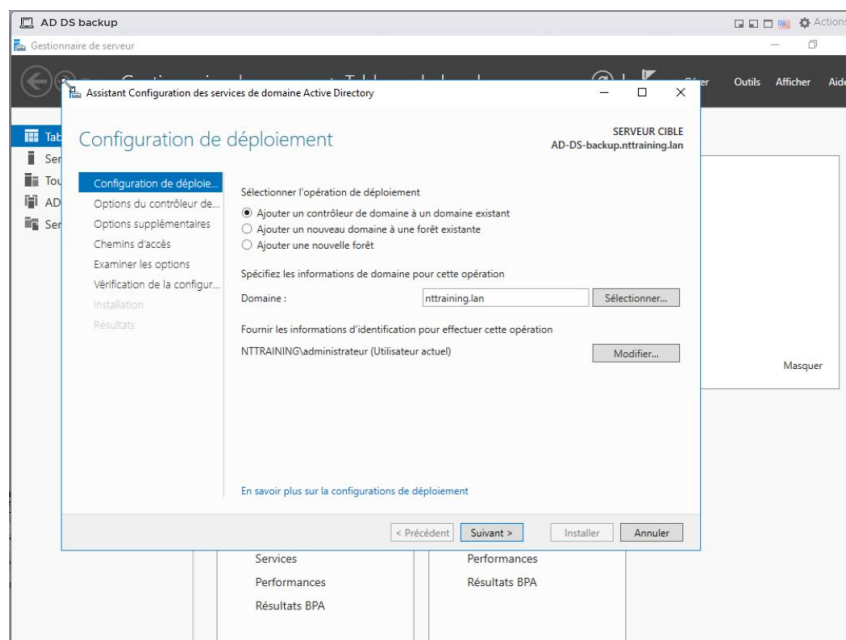 AD DS backup
Actions
Gestionnaire de serveur
Outils Afficher
Assistant Configuration des services de domaine Active Directory
Configuration de déploiement
SERVEUR CIBLE
AD-DS-backup.nttraining.lan
Configuration de déploie...
Options du contrôleur de...
Options supplémentaires
Chemins d'accès
Examiner les options
Vérification de la configur...
Installation
Résultats
Sélectionner l'opération de déploiement
Ajouter un contrôleur de domaine à un domaine existant
Ajouter un nouveau domaine à une forêt existante
Ajouter une nouvelle forêt
Spécifiez les informations de domaine pour cette opération
Domaine : nttraining.lan Sélectionner...
Fournir les informations d'identification pour effectuer cette opération
NTTRAINING\administrateur (Utilisateur actuel) Modifier...
En savoir plus sur la configurations de déploiement
< Précédent Suivant > Installer Annuler
Tab
Ser
Tou
AD
Ser
Masquer
Services
Performances
Résultats BPA
Performances
Résultats BPA